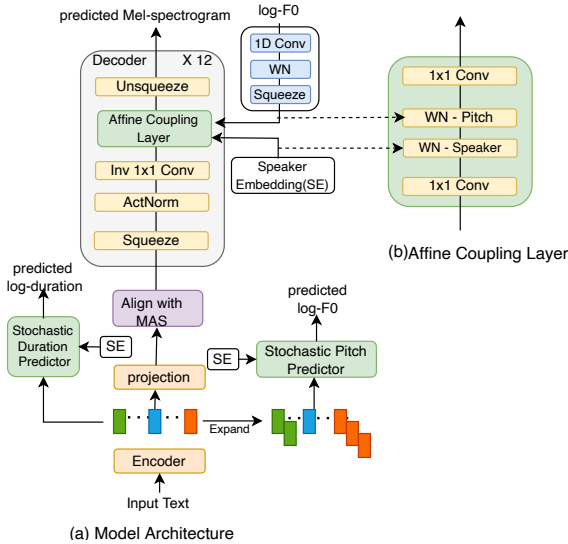 predicted Mel-spectrogram
log-F0
Decoder
X 12
1D Conv
WN
Squeeze
Unsqueeze
Affine Coupling
Layer
Inv 1x1 Conv
ActNorm
Squeeze
Speaker
Embedding(SE)
1x1 Conv
WN - Pitch
WN - Speaker
1x1 Conv
(b)Affine Coupling Layer
predicted
log-duration
Stochastic
Duration
Predictor
SE
Align with
MAS
projection
predicted
log-F0
SE
Stochastic Pitch
Predictor
Expand
Encoder
Input Text
(a) Model Architecture